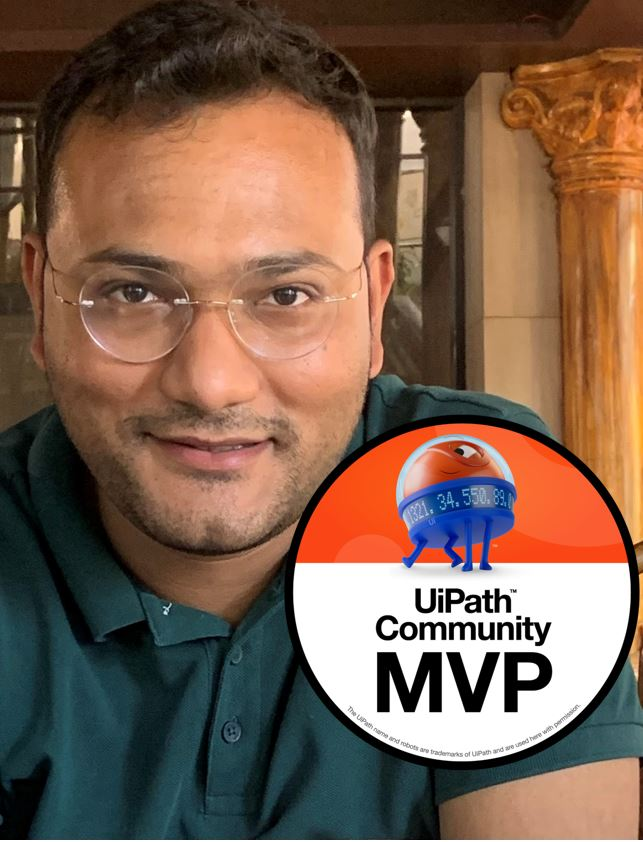 1321. 34. 550. 89.
UiPath™
Community
MVP
The UiPath name and robots are trademarks of UiPath and are used here with permission.